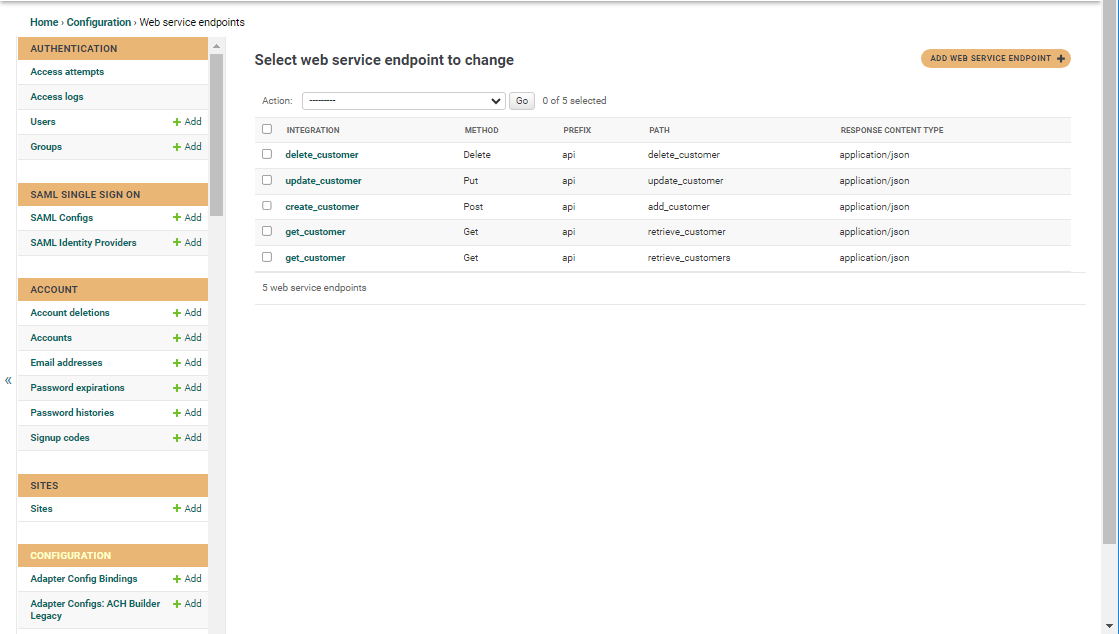 Home › Configuration › Web service endpoints
AUTHENTICATION
Access attempts
Access logs
Users + Add
Groups + Add
SAML SINGLE SIGN ON
SAML Configs + Add
SAML Identity Providers + Add
ACCOUNT
Account deletions + Add
Accounts + Add
Email addresses + Add
Password expirations + Add
Password histories + Add
Signup codes + Add
SITES
Sites + Add
CONFIGURATION
Adapter Config Bindings + Add
Adapter Configs: ACH Builder + Add
Legacy
«
Select web service endpoint to change
ADD WEB SERVICE ENDPOINT +
Action: --------- Go 0 of 5 selected
INTEGRATION METHOD PREFIX PATH RESPONSE CONTENT TYPE
delete_customer Delete api delete_customer application/json
update_customer Put api update_customer application/json
create_customer Post api add_customer application/json
get_customer Get api retrieve_customer application/json
get_customer Get api retrieve_customers application/json
5 web service endpoints